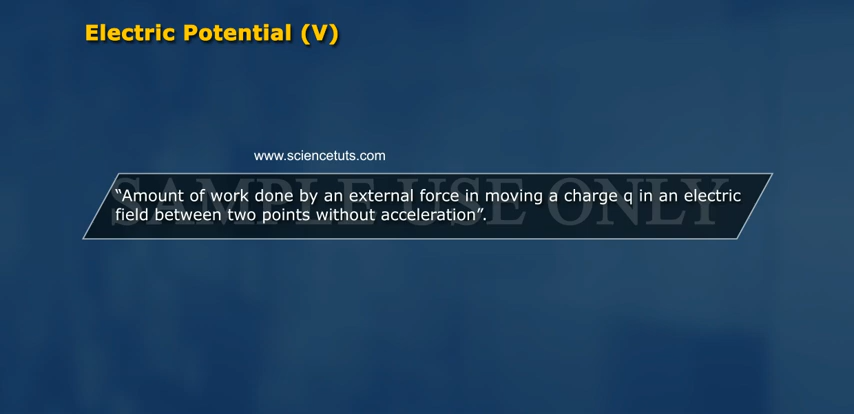 Electric Potential (V)
www.sciencetuts.com
SAMPLE USE ONLY
“Amount of work done by an external force in moving a charge q in an electric
field between two points without acceleration”.